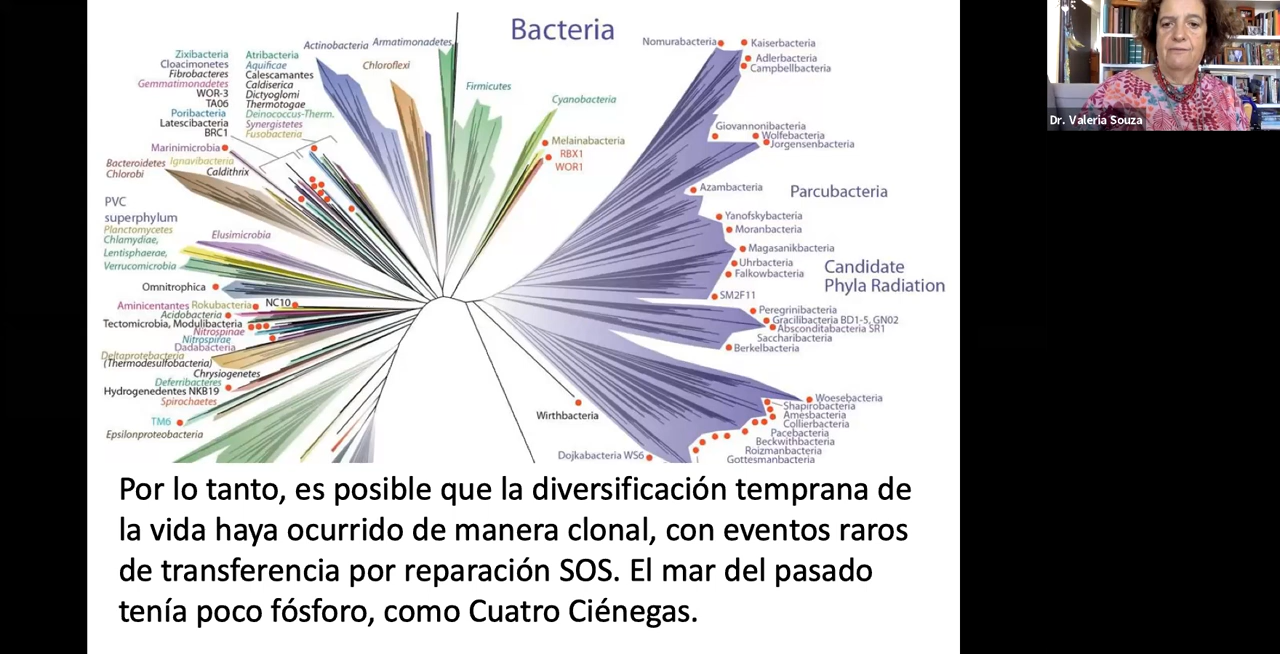 Bacteria
Dr. Valeria Souza
Zixibacteria
Cloacimonetes
Fibrobacteres
Gemmatimonadetes
WOR-3
TA06
Poribacteria
Latescibacteria
BRC1
Atribacteria
Aquificae
Calescamantes
Caldiserica
Dictyoglomi
Thermotogae
Deinococcus-Therm.
Synergistetes
Fusobacteria
Actinobacteria
Armatimonadetes
Chloroflexi
Firmicutes
Cyanobacteria
Melainabacteria
RBX1
WOR1
Nomurabacteria
Kaiserbacteria
Adlerbacteria
Campbellbacteria
Giovannonibacteria
Wolfebacteria
Jorgensenbacteria
Azambacteria
Parcubacteria
Yanofskybacteria
Moranbacteria
Magasanikbacteria
Uhrbacteria
Falkowbacteria
Candidate
Phyla Radiation
SM2F11
Peregrinibacteria
Gracilibacteria BD1-5, GN02
Absconditabacteria SR1
Saccharibacteria
Berkelbacteria
Woesebacteria
Shapirobacteria
Amesbacteria
Collierbacteria
Pacebacteria
Beckwithbacteria
Roizmanbacteria
Gottesmanbacteria
Dojkabacteria WS6
Wirthbacteria
Marinimicrobia
Bacteroidetes Ignavibacteria
Chlorobi
Caldithrix
PVC
superphylum
Planctomycetes
Chlamydiae,
Lentisphaerae,
Verrucomicrobia
Elusimicrobia
Omnitrophica
Aminicentantes Rokubacteria NC10
Acidobacteria
Tectomicrobia, Modulibacteria
Nitrospinae
Nitrospirae
Dadabacteria
Deltaprotebacteria
(Thermodesulfobacteria)
Chrysiogenetes
Deferribacteres
Hydrogenedentes NKB19
Spirochaetes
TM6
Epsilonproteobacteria
Por lo tanto, es posible que la diversificación temprana de
la vida haya ocurrido de manera clonal, con eventos raros
de transferencia por reparación SOS. El mar del pasado
tenía poco fósforo, como Cuatro Ciénegas.